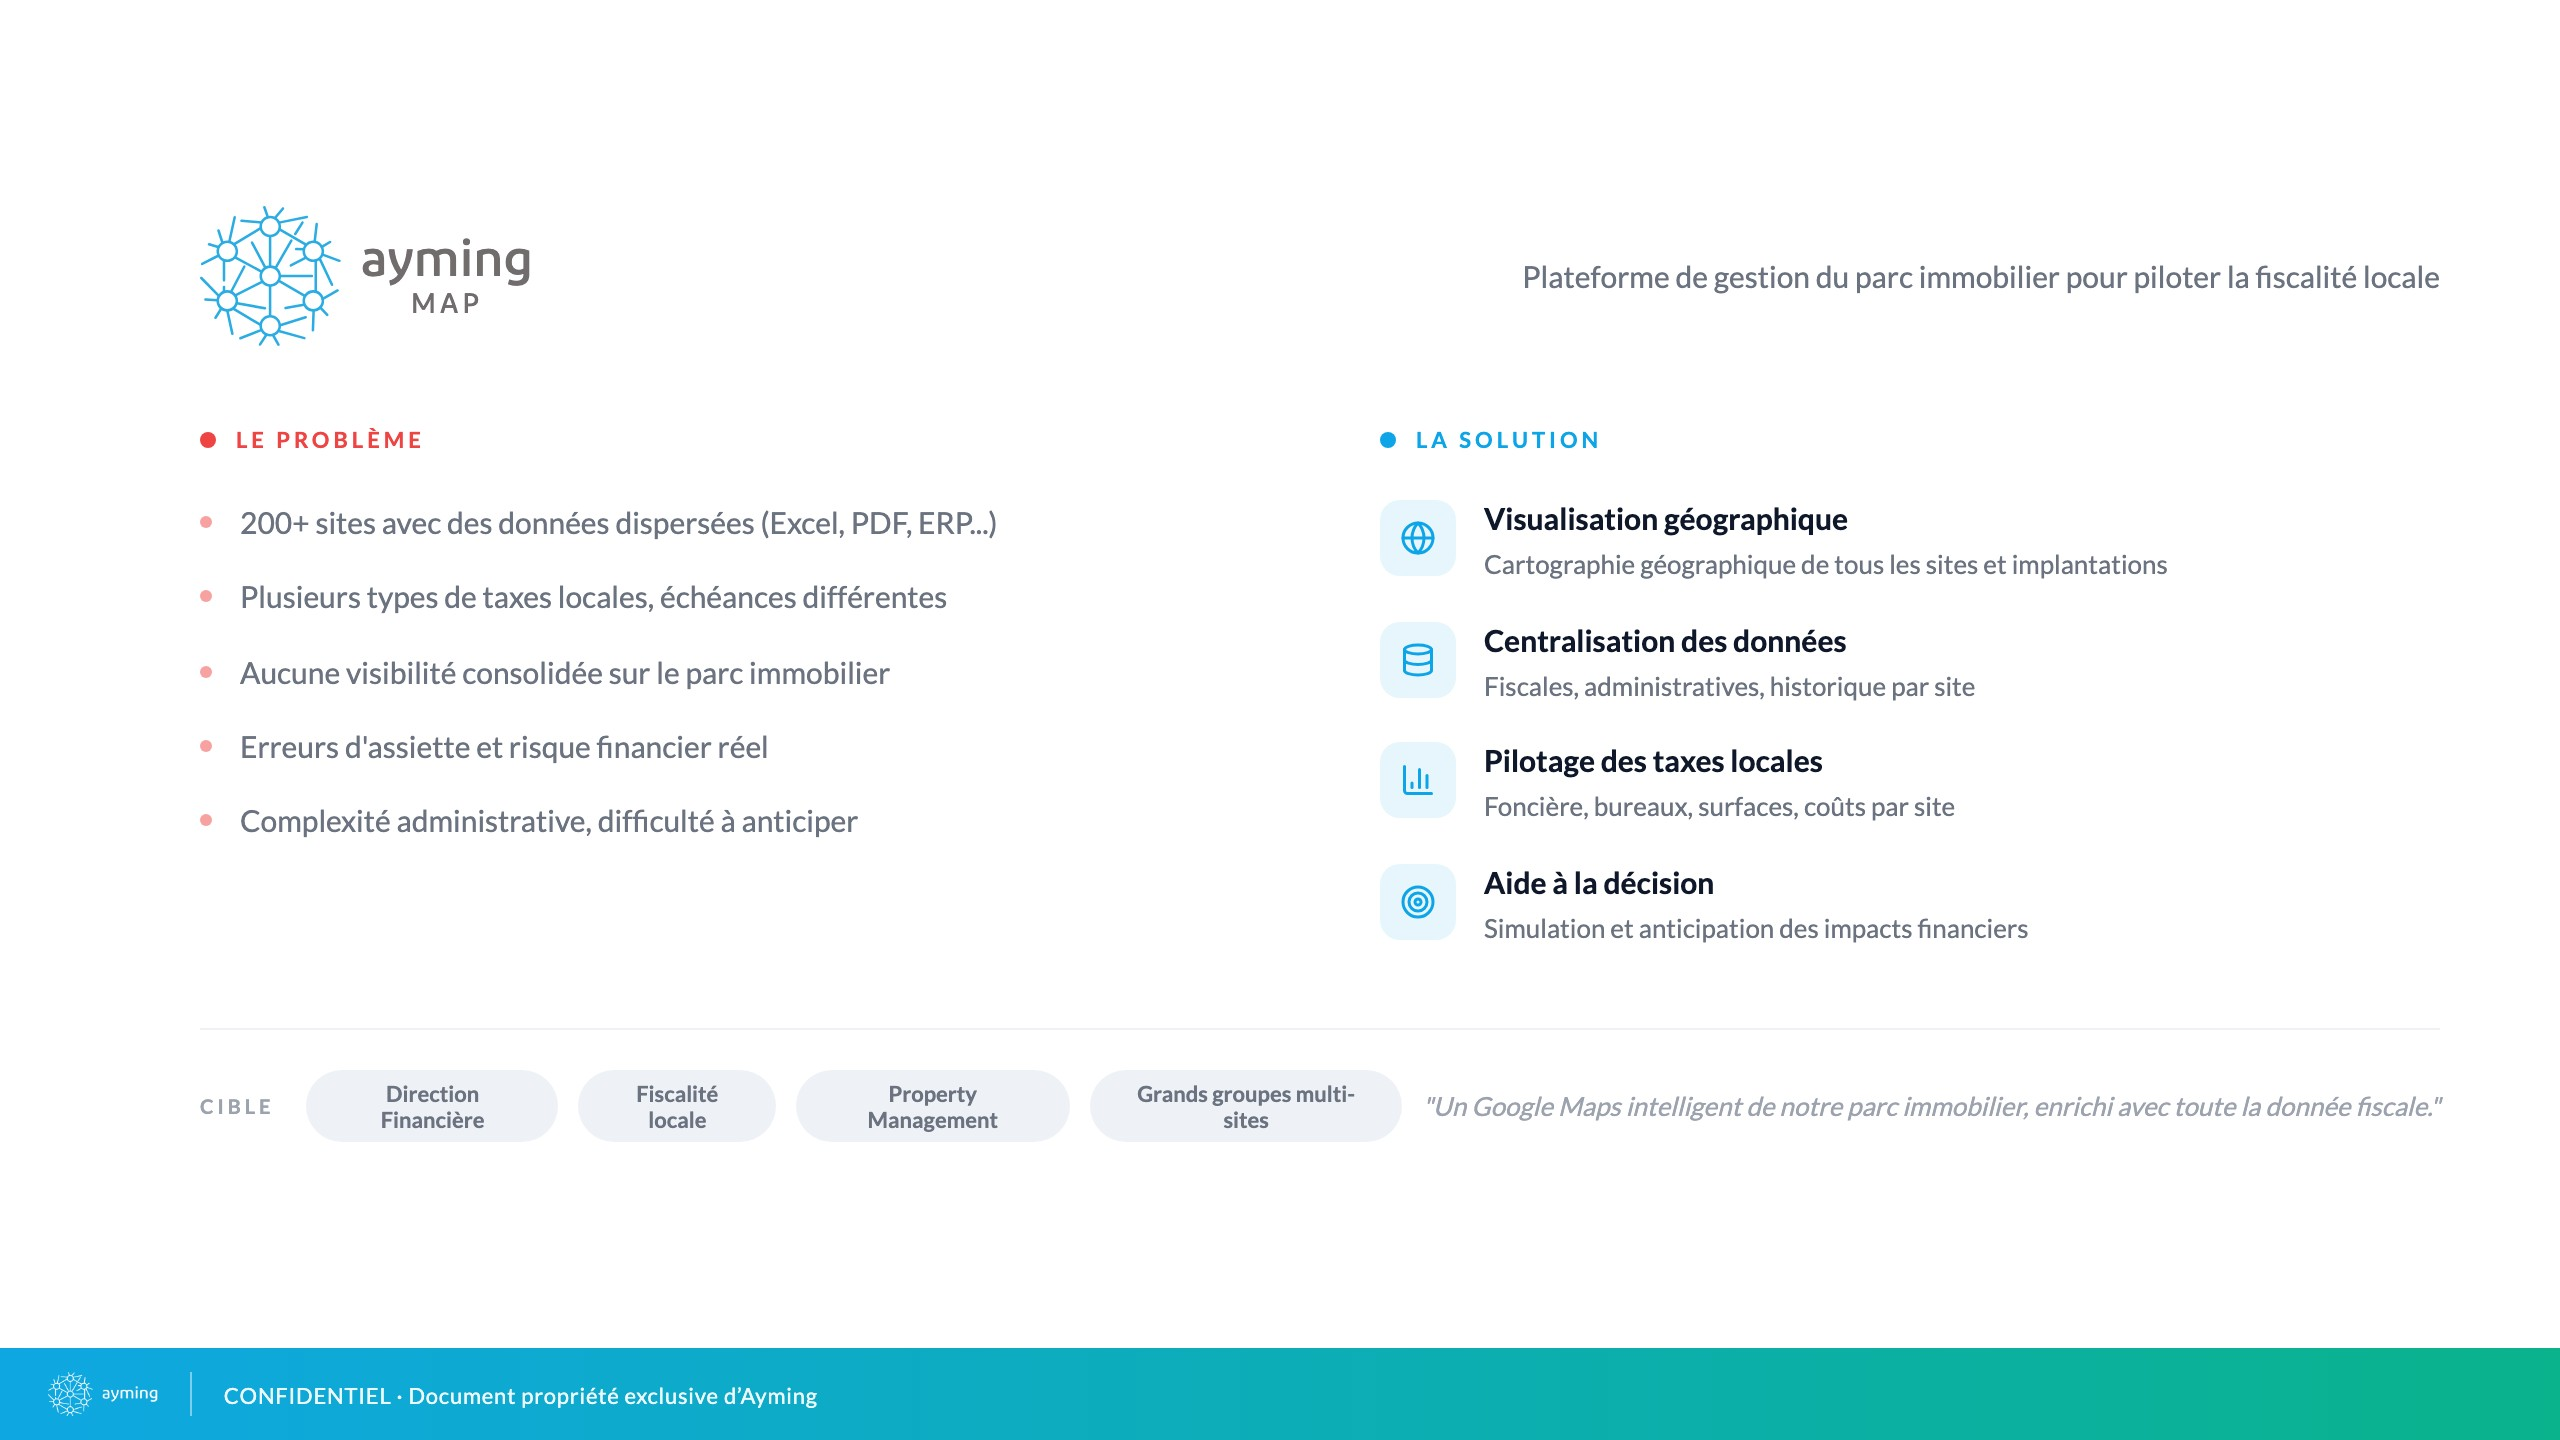 ayming
MAP
Plateforme de gestion du parc immobilier pour piloter la fiscalité locale
LE PROBLÈME
200+ sites avec des données dispersées (Excel, PDF, ERP...)
Plusieurs types de taxes locales, échéances différentes
Aucune visibilité consolidée sur le parc immobilier
Erreurs d'assiette et risque financier réel
Complexité administrative, difficulté à anticiper
LA SOLUTION
Visualisation géographique
Cartographie géographique de tous les sites et implantations
Centralisation des données
Fiscales, administratives, historique par site
Pilotage des taxes locales
Foncière, bureaux, surfaces, coûts par site
Aide à la décision
Simulation et anticipation des impacts financiers
CIBLE
Direction
Financière
Fiscalité
locale
Property
Management
Grands groupes multi-
sites
"Un Google Maps intelligent de notre parc immobilier, enrichi avec toute la donnée fiscale."
ayming
CONFIDENTIEL · Document propriété exclusive d’Ayming